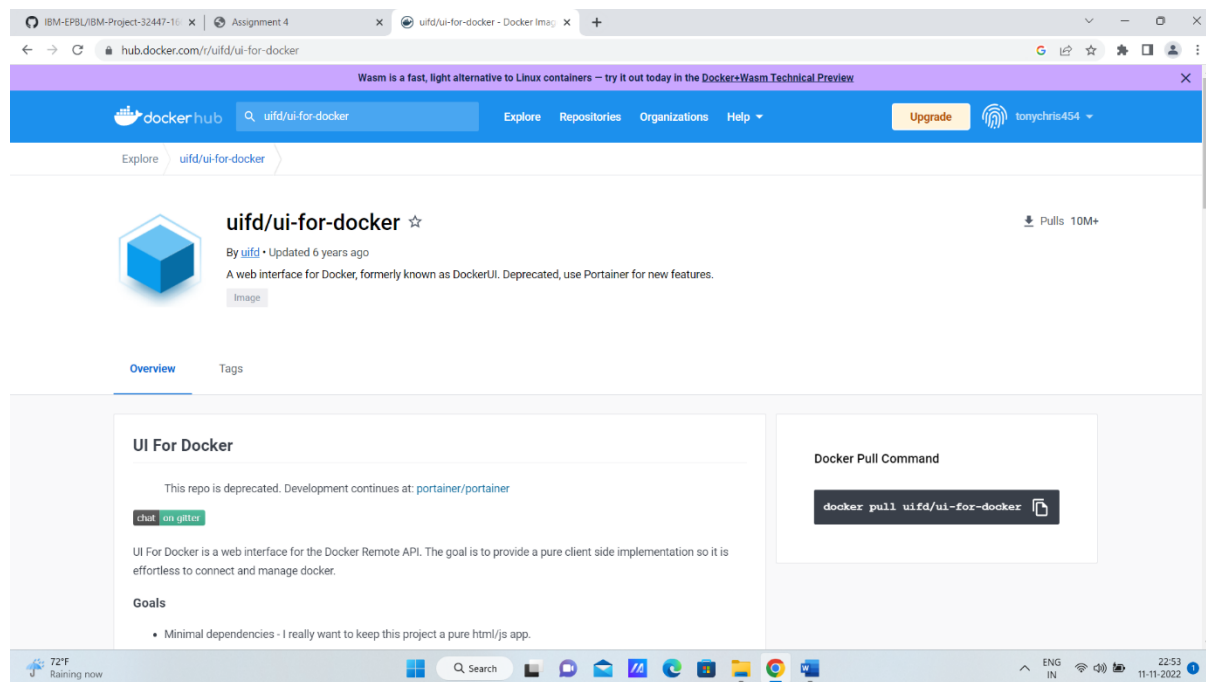 IBM-EPBL/IBM-Project-32447-16
Assignment 4
uifd/ui-for-docker - Docker Imag
hub.docker.com/r/uifd/ui-for-docker
Wasm is a fast, light alternative to Linux containers — try it out today in the Docker+Wasm Technical Preview
dockerhub
uifd/ui-for-docker
Explore Repositories Organizations Help
Upgrade
tonychris454
Explore uifd/ui-for-docker
uifd/ui-for-docker
Pulls 10M+
By uifd • Updated 6 years ago
A web interface for Docker, formerly known as DockerUI. Deprecated, use Portainer for new features.
Image
Overview Tags
UI For Docker
This repo is deprecated. Development continues at: portainer/portainer
chat on gitter
UI For Docker is a web interface for the Docker Remote API. The goal is to provide a pure client side implementation so it is
effortless to connect and manage docker.
Goals
• Minimal dependencies - I really want to keep this project a pure html/js app.
Docker Pull Command
docker pull uifd/ui-for-docker
72°F
Raining now
Search
ENG
IN
22:53
11-11-2022
1